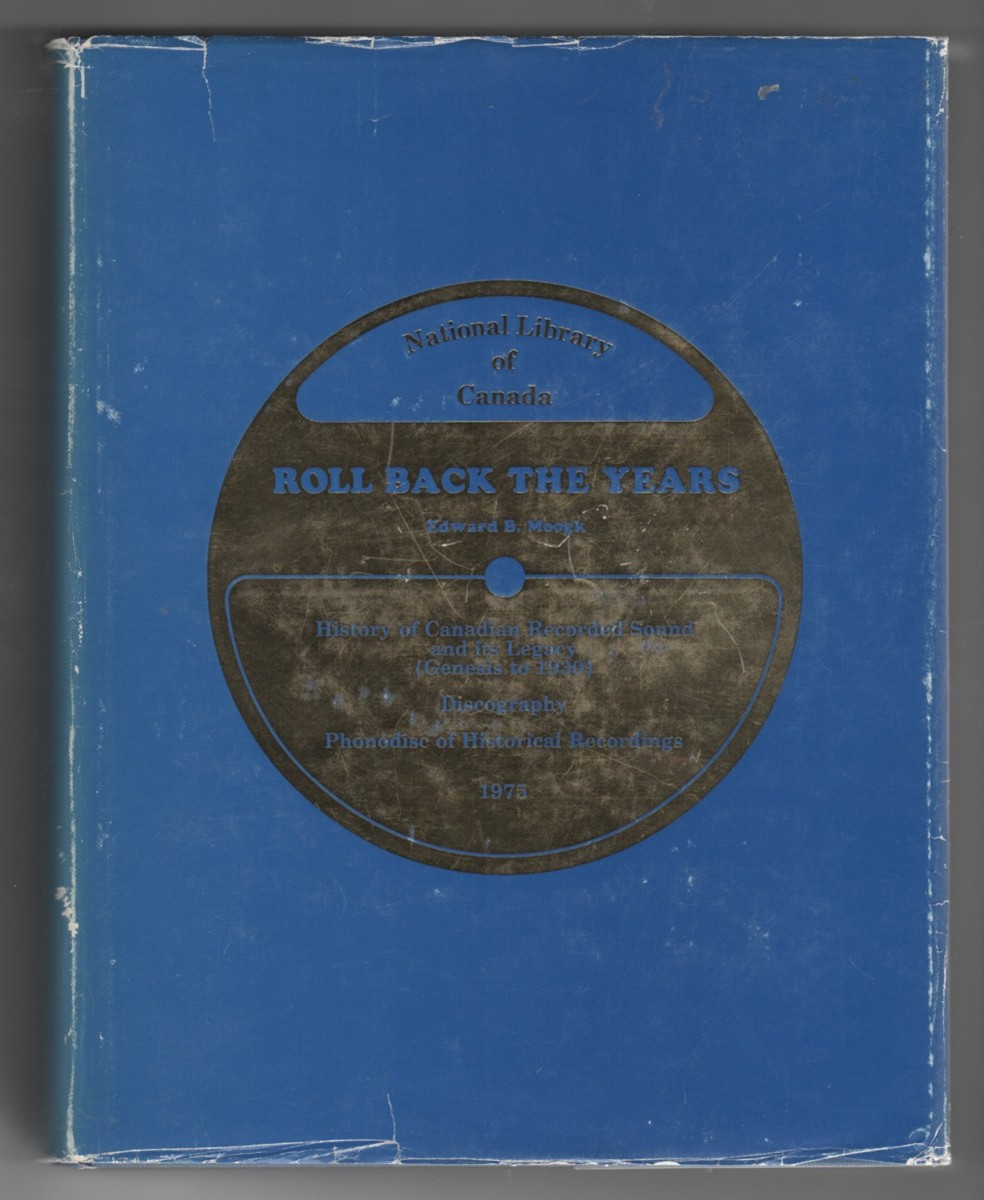 National Library
of
Canada
ROLL BACK THE YEARS
Edward B. Moogk
History of Canadian Recorded Sound
and its Legacy
(Genesis to 1930)
Discography
Phonodisc of Historical Recordings
1975